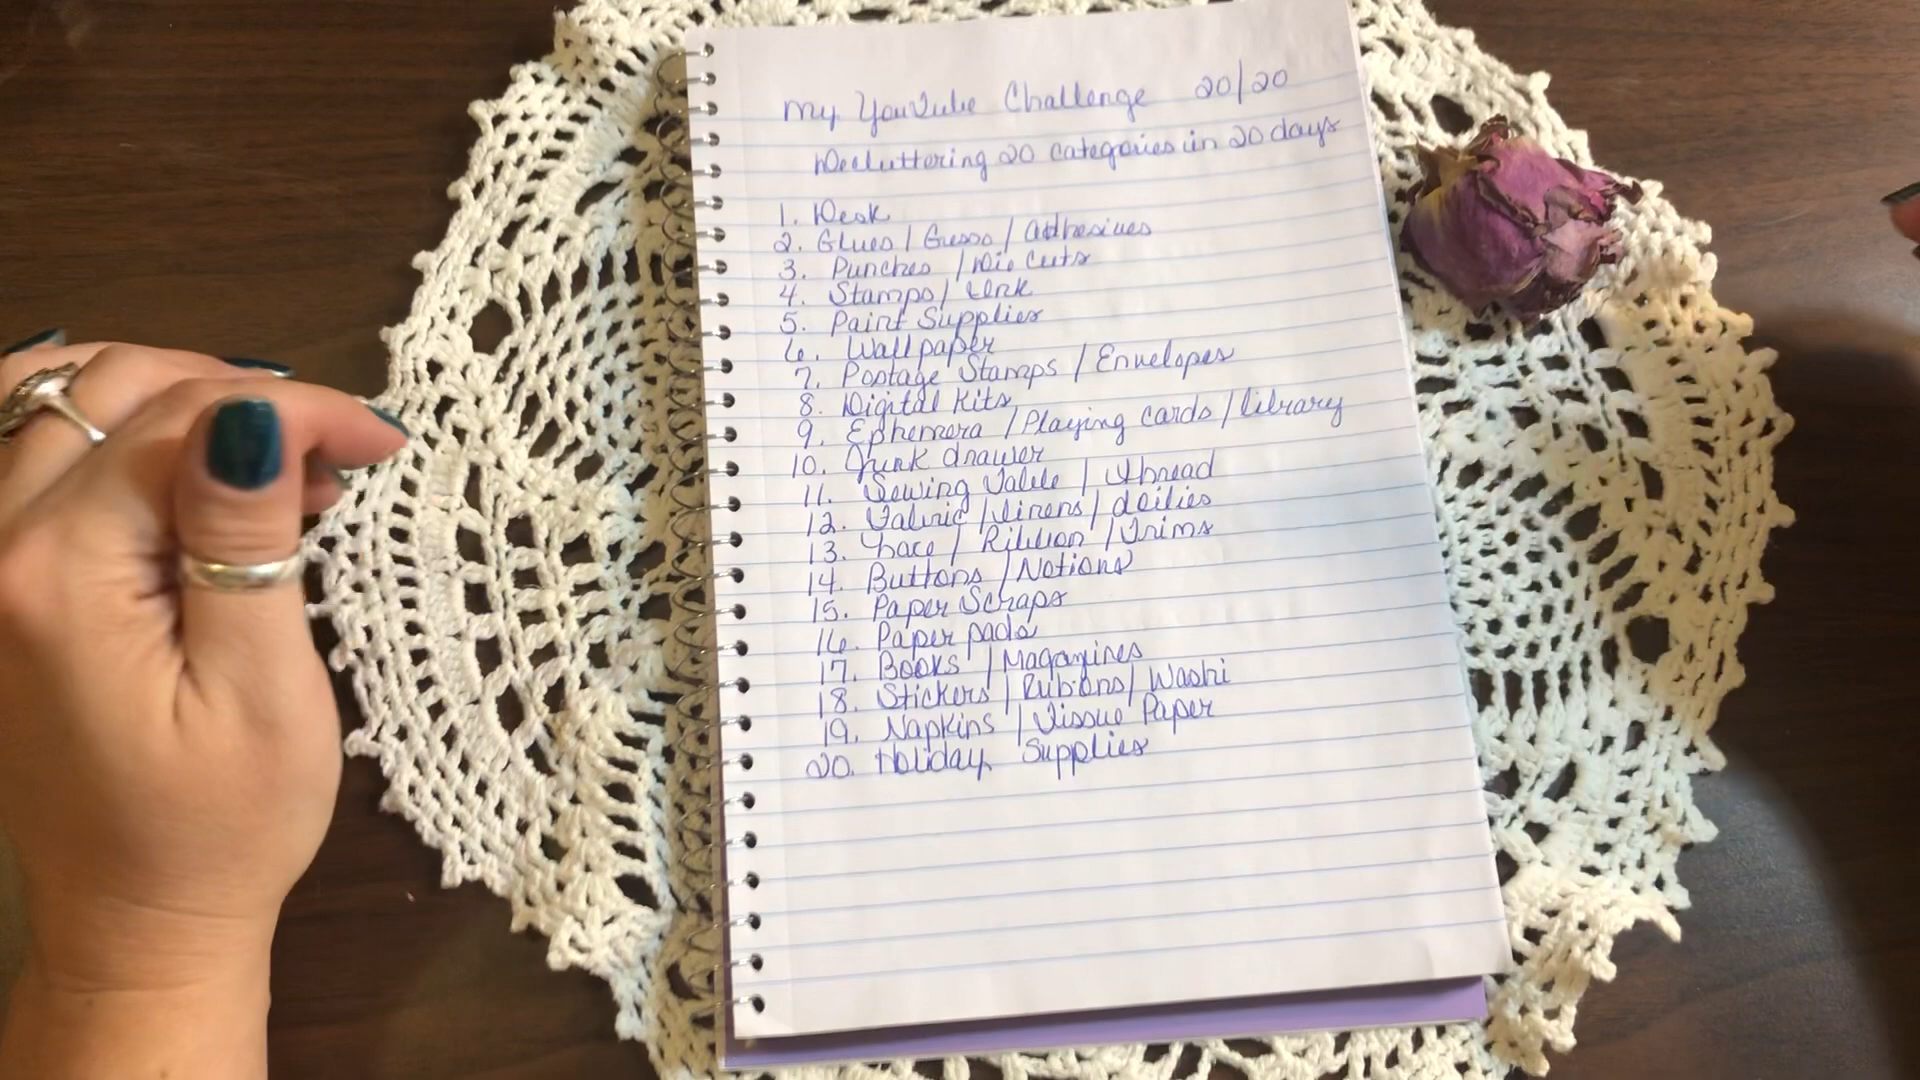 My YouTube Challenge 20/20
Decluttering 20 categories in 20 days
1. Desk
2. Glues / Gesso / Adhesives
3. Punches / Die Cuts
4. Stamps / Ink
5. Paint Supplies
6. Wallpaper
7. Postage Stamps / Envelopes
8. Digital Kits
9. Ephemera / Playing cards / library
10. Junk drawer
11. Sewing Table / Thread
12. Fabric / Linens / doilies
13. Lace / Ribbon / Trims
14. Buttons / Notions
15. Paper Scraps
16. Paper pads
17. Books / Magazines
18. Stickers / Rub-ons / Washi
19. Napkins / Tissue Paper
20. Holiday Supplies